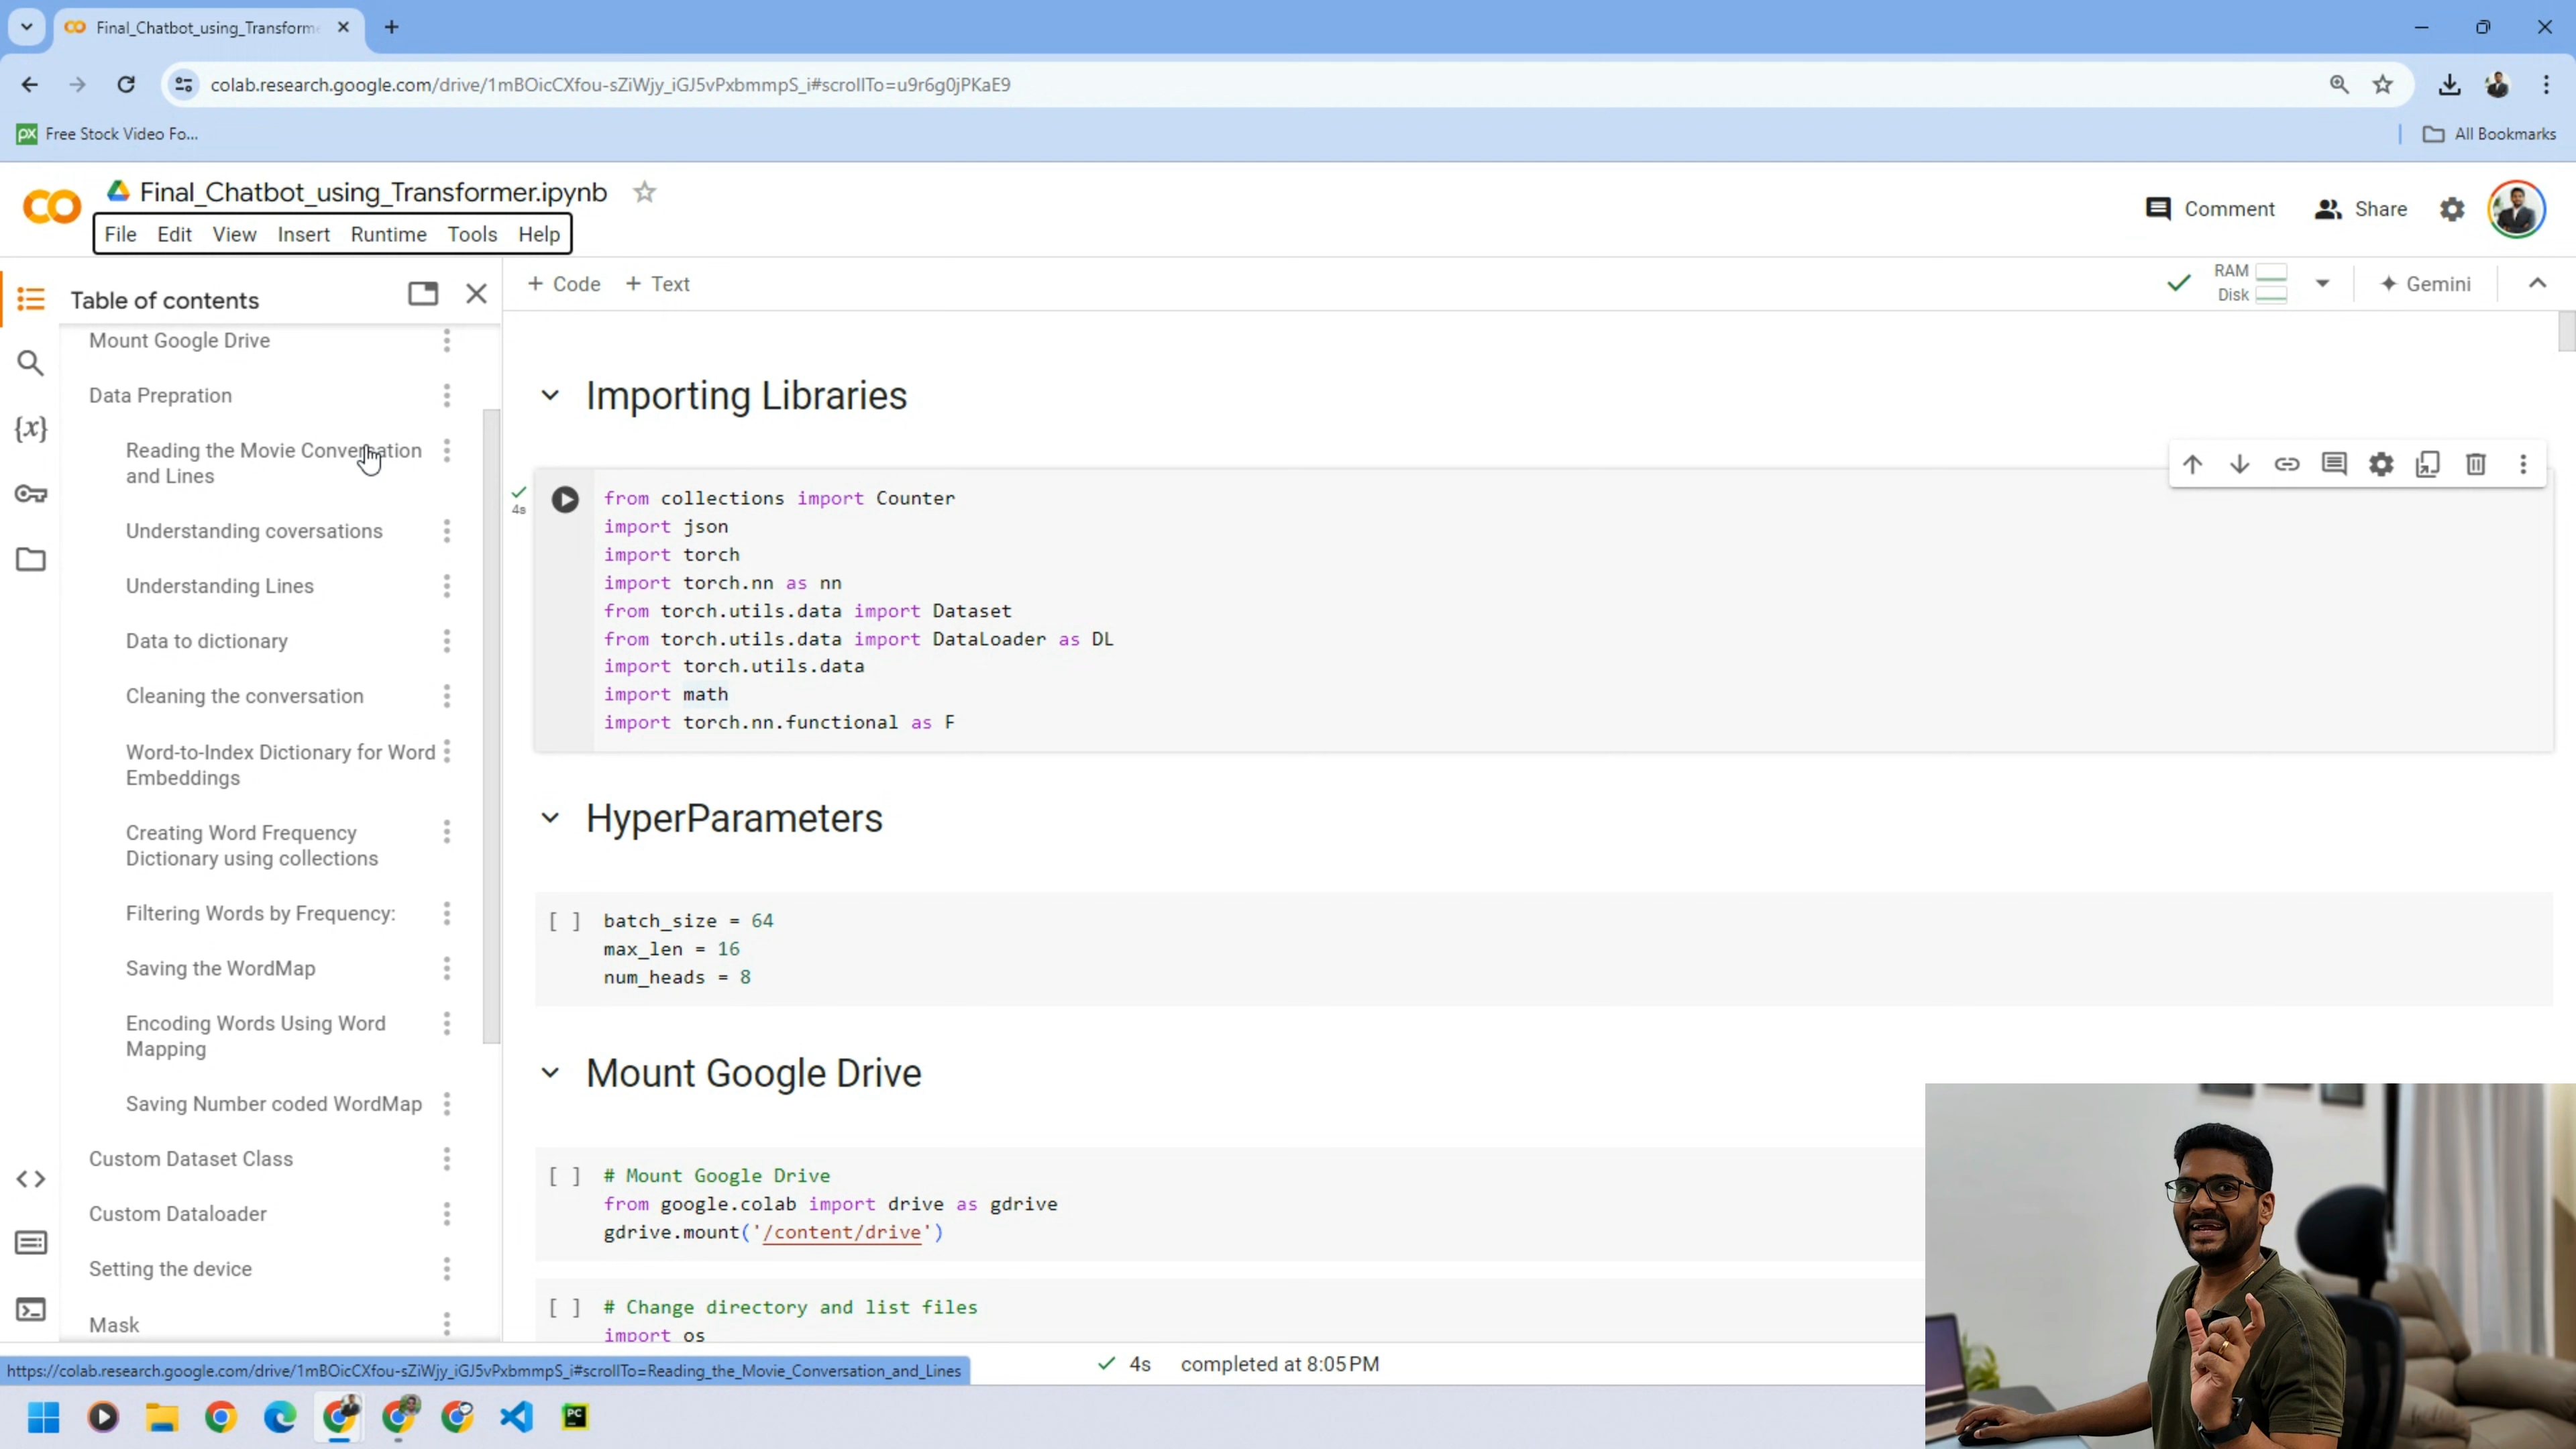 Final_Chatbot_using_Transforme
colab.research.google.com/drive/1mBOicCXfou-sZiWjy_iGJ5vPxbmmpS_i#scrollTo=u9r6g0jPKaE9
px Free Stock Video Fo...
All Bookmarks
Final_Chatbot_using_Transformer.ipynb
File Edit View Insert Runtime Tools Help
Comment
Share
Table of contents
+ Code + Text
RAM
Disk
Gemini
Mount Google Drive
Data Prepration
Reading the Movie Conversation
and Lines
Understanding coversations
Understanding Lines
Data to dictionary
Cleaning the conversation
Word-to-Index Dictionary for Word
Embeddings
Creating Word Frequency
Dictionary using collections
Filtering Words by Frequency:
Saving the WordMap
Encoding Words Using Word
Mapping
Saving Number coded WordMap
Custom Dataset Class
Custom Dataloader
Setting the device
Mask
Importing Libraries
4s
from collections import Counter
import json
import torch
import torch.nn as nn
from torch.utils.data import Dataset
from torch.utils.data import DataLoader as DL
import torch.utils.data
import math
import torch.nn.functional as F
HyperParameters
[ ] batch_size = 64
max_len = 16
num_heads = 8
Mount Google Drive
[ ] # Mount Google Drive
from google.colab import drive as gdrive
gdrive.mount('/content/drive')
[ ] # Change directory and list files
import os
https://colab.research.google.com/drive/1mBOicCXfou-sZiWjy_iGJ5vPxbmmpS_i#scrollTo=Reading_the_Movie_Conversation_and_Lines
4s completed at 8:05 PM
PC